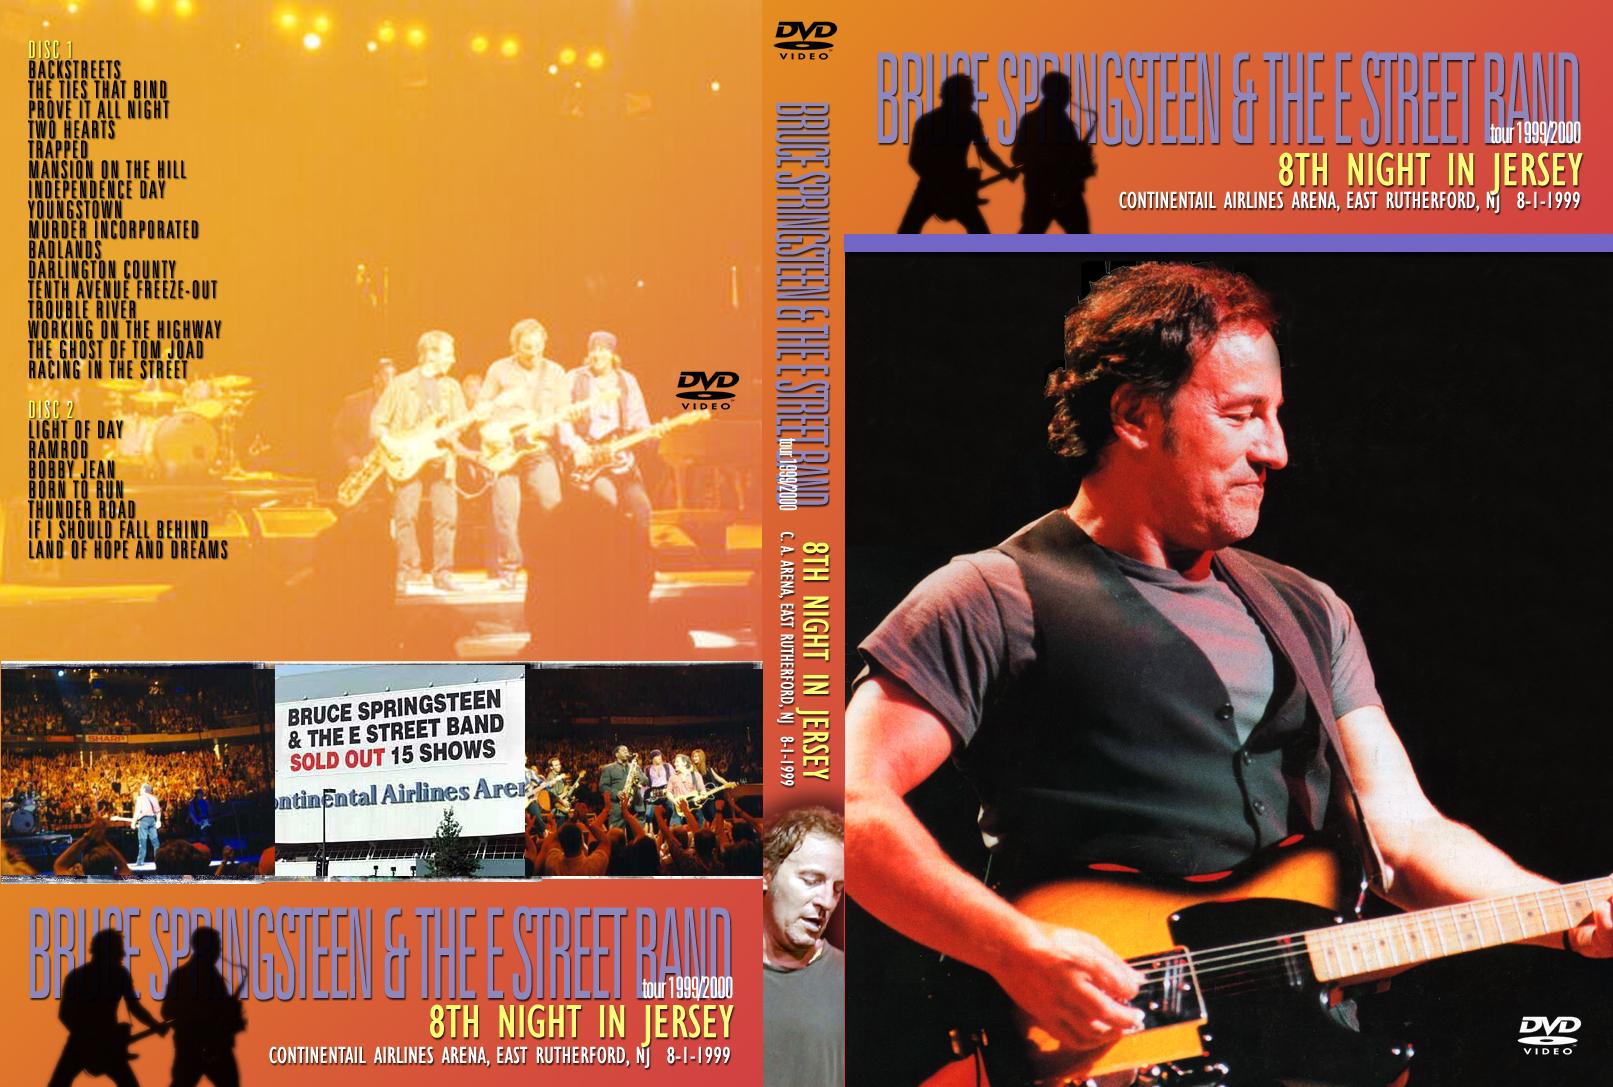 DISC 1
BACKSTREETS
THE TIES THAT BIND
PROVE IT ALL NIGHT
TWO HEARTS
TRAPPED
MANSION ON THE HILL
INDEPENDENCE DAY
YOUNGSTOWN
MURDER INCORPORATED
BADLANDS
DARLINGTON COUNTY
TENTH AVENUE FREEZE-OUT
TROUBLE RIVER
WORKING ON THE HIGHWAY
THE GHOST OF TOM JOAD
RACING IN THE STREET
DISC 2
LIGHT OF DAY
RAMROD
BOBBY JEAN
BORN TO RUN
THUNDER ROAD
IF I SHOULD FALL BEHIND
LAND OF HOPE AND DREAMS
DVD
VIDEO
SHARP
BRUCE SPRINGSTEEN
& THE E STREET BAND
SOLD OUT 15 SHOWS
ontinental Airlines Aren
BRUCE SPRINGSTEEN & THE E STREET BAND
tour 1999/2000
8TH NIGHT IN JERSEY
CONTINENTAIL AIRLINES ARENA, EAST RUTHERFORD, NJ 8-1-1999
DVD
VIDEO
BRUCE SPRINGSTEEN & THE E STREET BAND
tour 1999/2000
8TH NIGHT IN JERSEY
C. A. ARENA, EAST RUTHERFORD, NJ 8-1-1999
BRUCE SPRINGSTEEN & THE E STREET BAND
tour 1999/2000
8TH NIGHT IN JERSEY
CONTINENTAIL AIRLINES ARENA, EAST RUTHERFORD, NJ 8-1-1999
DVD
VIDEO